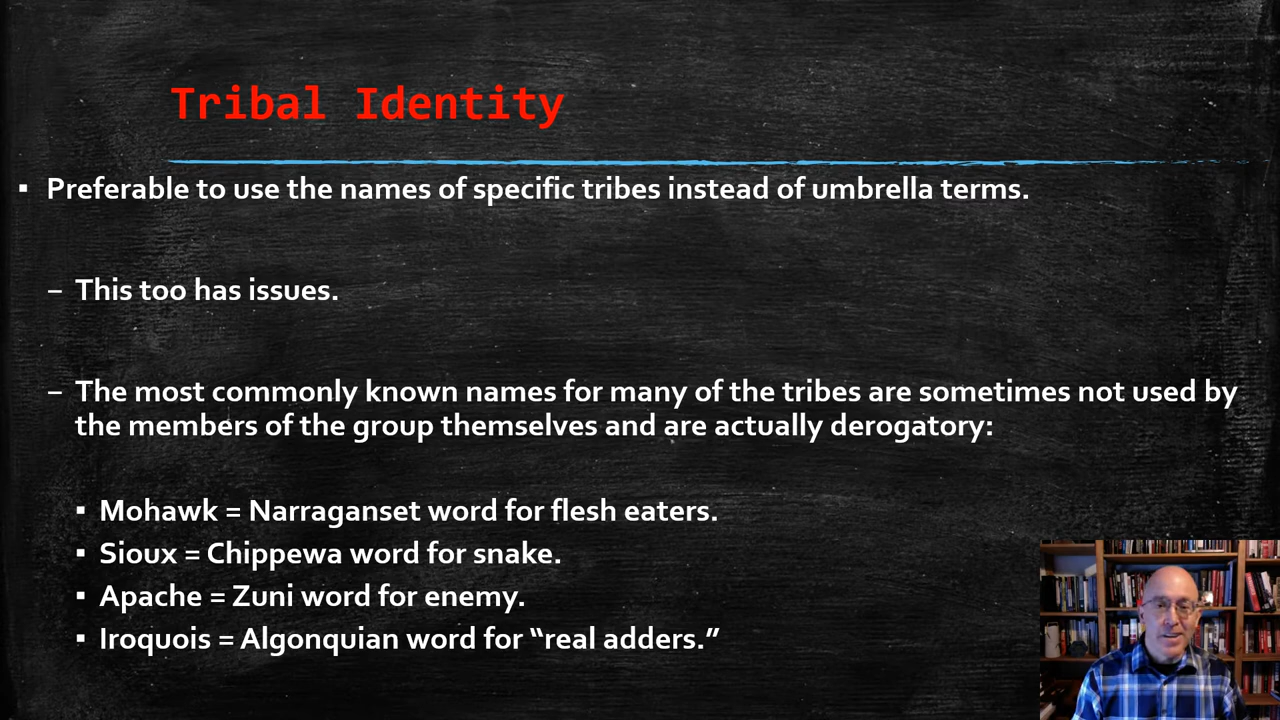 Tribal Identity
▪ Preferable to use the names of specific tribes instead of umbrella terms.
– This too has issues.
– The most commonly known names for many of the tribes are sometimes not used by
the members of the group themselves and are actually derogatory:
▪ Mohawk = Narraganset word for flesh eaters.
▪ Sioux = Chippewa word for snake.
▪ Apache = Zuni word for enemy.
▪ Iroquois = Algonquian word for “real adders.”